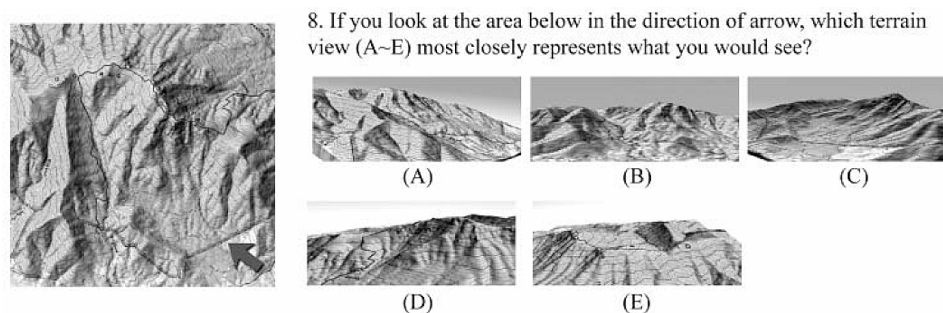 8. If you look at the area below in the direction of arrow, which terrain
view (A~E) most closely represents what you would see?
(A)
(B)
(C)
(D)
(E)